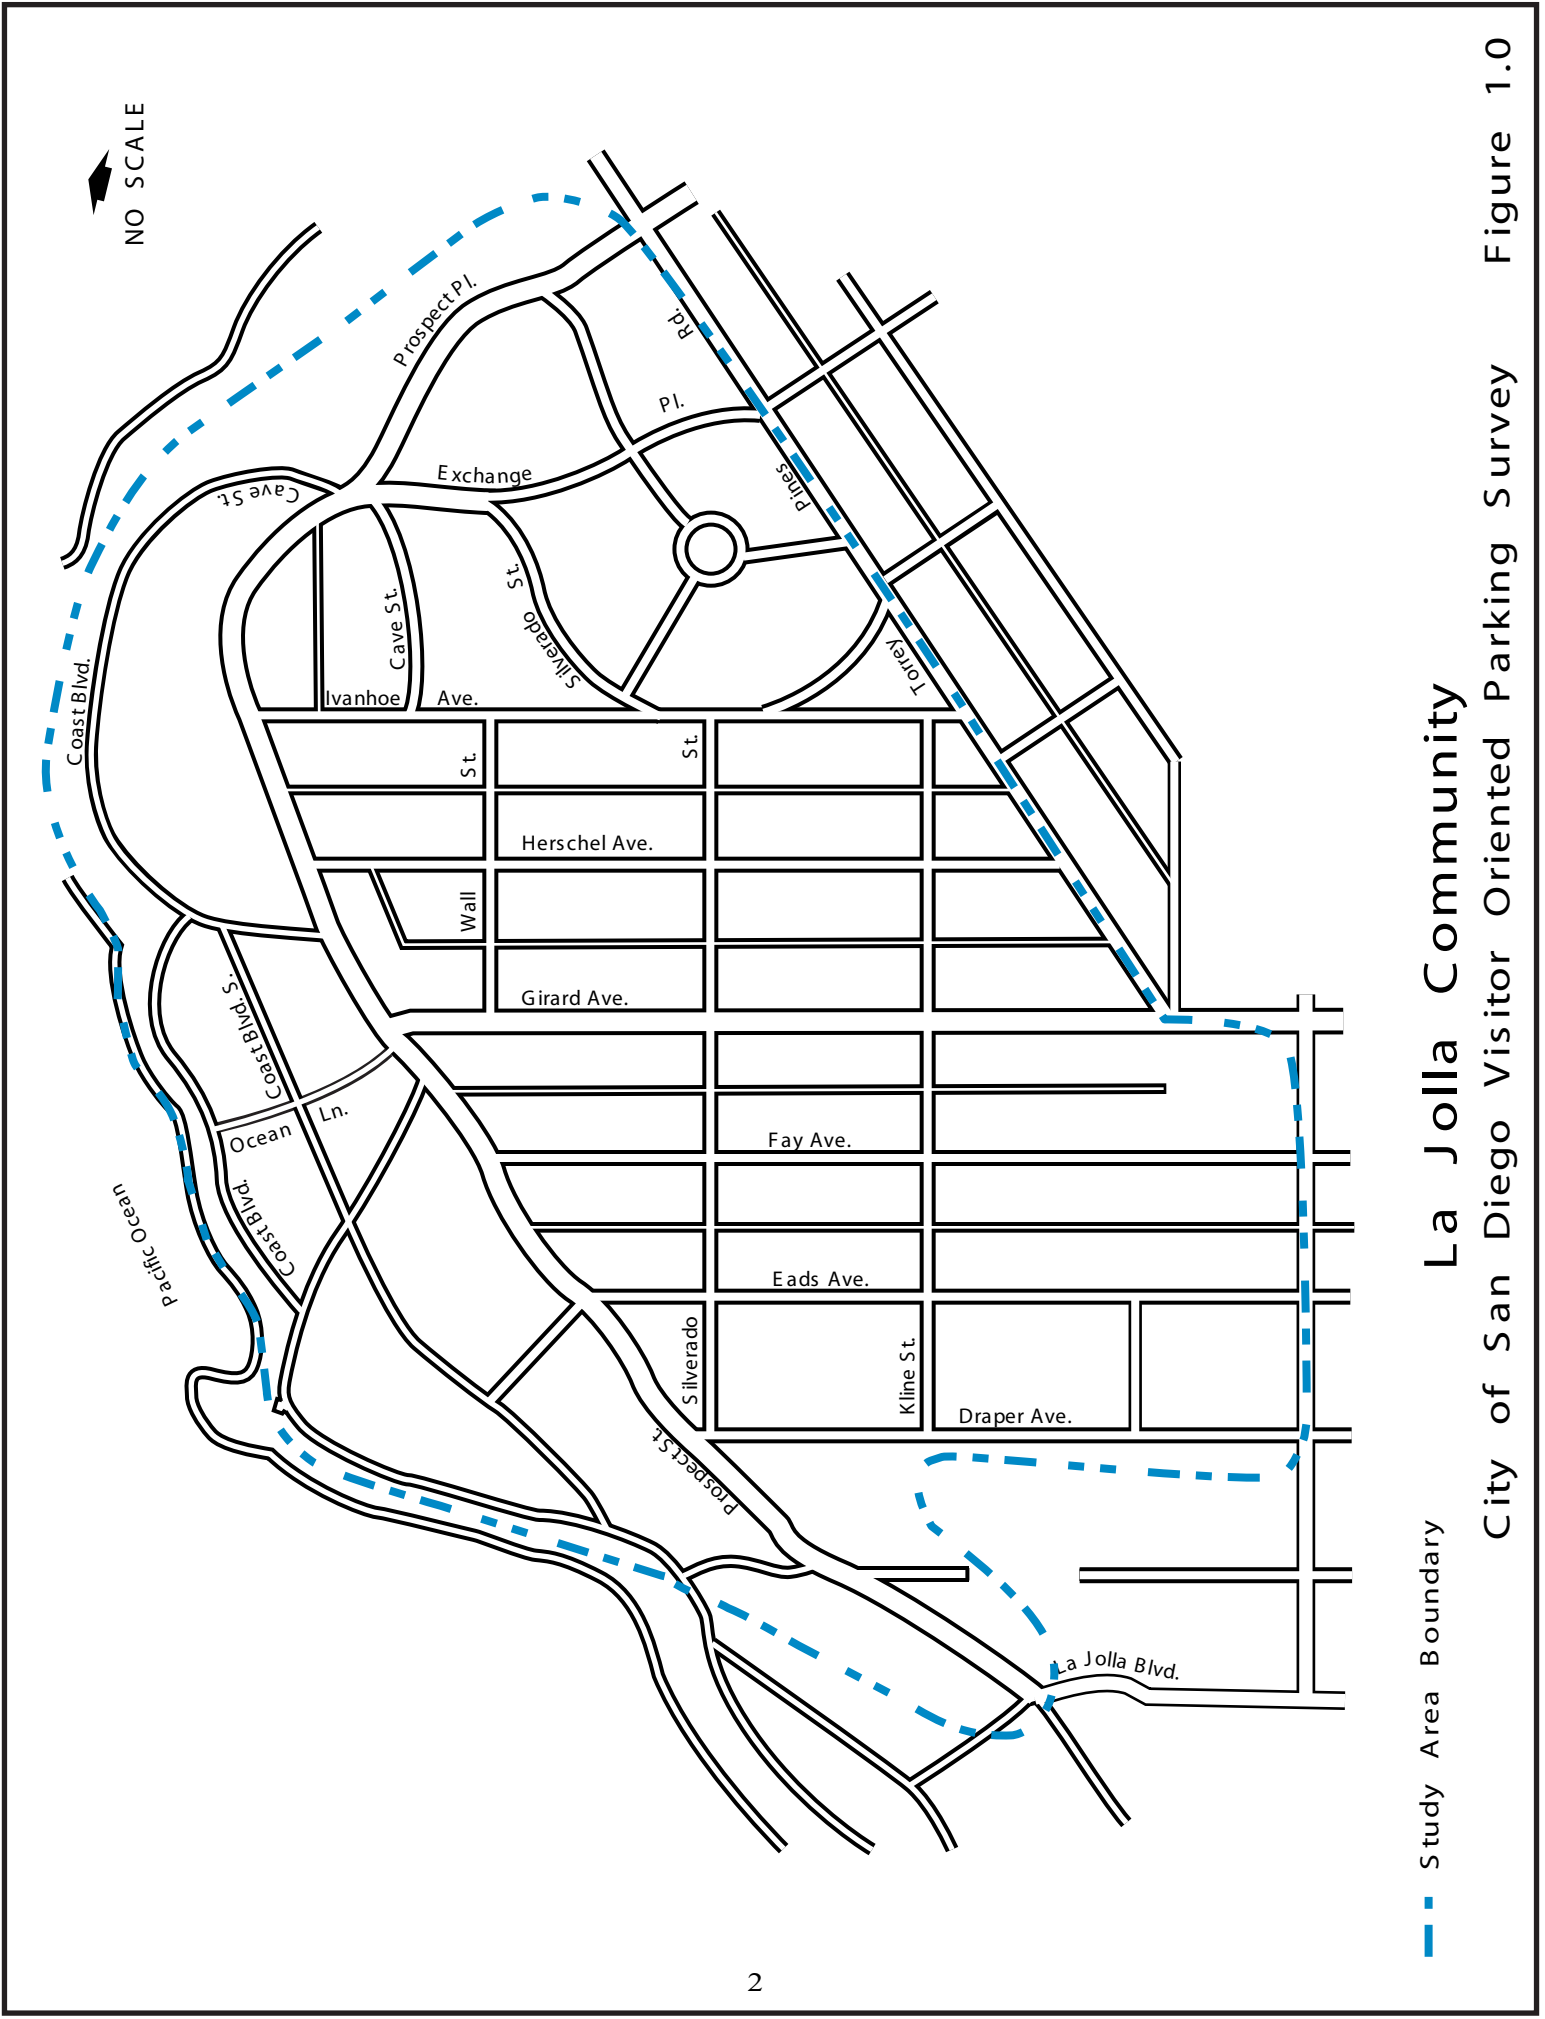 NO SCALE
Prospect Pl.
Rd.
Pl.
Exchange
Cave St.
Pines
St.
Silverado
Cave St.
Torrey
Coast Blvd.
Ivanhoe Ave.
St.
St.
Herschel Ave.
Wall
Girard Ave.
Coast Blvd. S.
Ocean Ln.
Fay Ave.
Pacific Ocean
Coast Blvd.
Eads Ave.
Silverado
Kline St.
Draper Ave.
Prospect St.
La Jolla Blvd.
Study Area Boundary
La Jolla Community
City of San Diego Visitor Oriented Parking Survey Figure 1.0
2